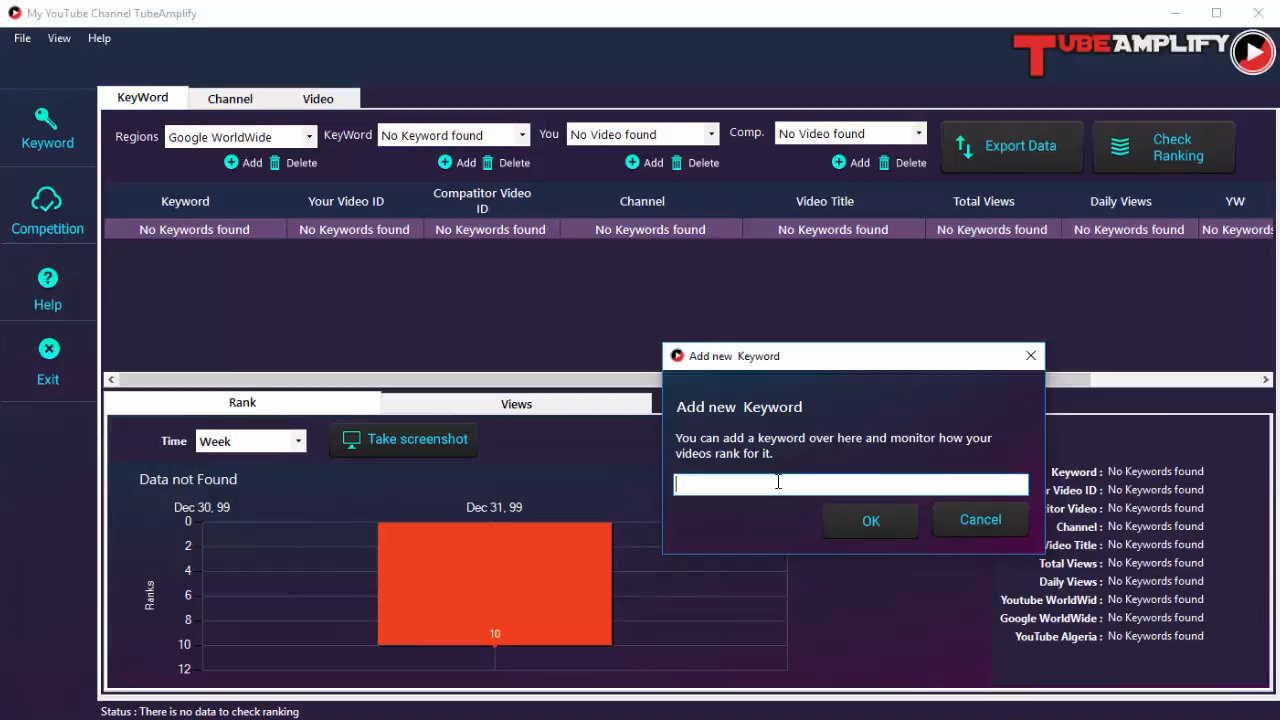 My YouTube Channel TubeAmplify
File View Help
TUBEAMPLIFY
KeyWord Channel Video
Keyword
Competition
Help
Exit
Regions Google WorldWide KeyWord No Keyword found You No Video found Comp. No Video found
Add Delete Add Delete Add Delete Add Delete
Export Data
Check
Ranking
Keyword Your Video ID Compatitor Video
ID Channel Video Title Total Views Daily Views YW
No Keywords found No Keywords found No Keywords found No Keywords found No Keywords found No Keywords found No Keywords found No Keywords
Rank Views
Time Week Take screenshot
Data not Found
Dec 30, 99 Dec 31, 99
0
2
4
6
8
10
12
Ranks
10
Add new Keyword
Add new Keyword
You can add a keyword over here and monitor how your
videos rank for it.
OK Cancel
Keyword : No Keywords found
r Video ID : No Keywords found
itor Video : No Keywords found
Channel : No Keywords found
Video Title : No Keywords found
Total Views : No Keywords found
Daily Views : No Keywords found
Youtube WorldWid : No Keywords found
Google WorldWide : No Keywords found
YouTube Algeria : No Keywords found
Status : There is no data to check ranking